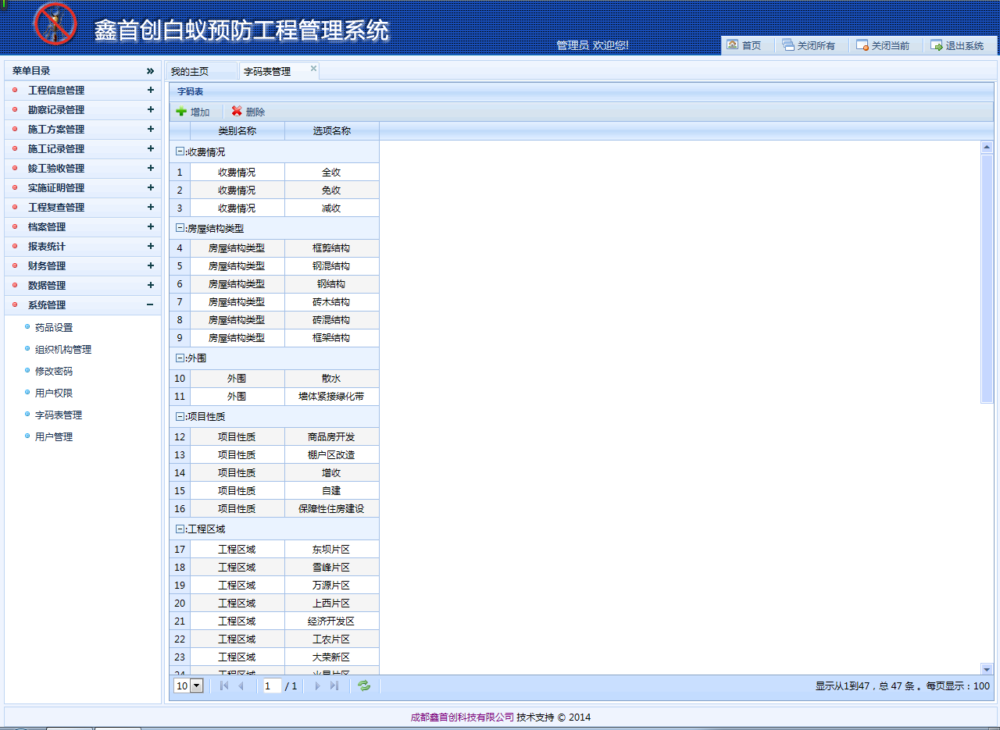 鑫首创白蚁预防工程管理系统
管理员 欢迎您!
首页 关闭所有 关闭当前 退出系统
菜单目录
工程信息管理
勘察记录管理
施工方案管理
施工记录管理
竣工验收管理
实施证明管理
工程复查管理
档案管理
报表统计
财务管理
数据管理
系统管理
药品设置
组织机构管理
修改密码
用户权限
字码表管理
用户管理
我的主页 字码表管理
字码表
增加 删除
类别名称 选项名称
:收费情况
1 收费情况 全收
2 收费情况 免收
3 收费情况 减收
:房屋结构类型
4 房屋结构类型 框剪结构
5 房屋结构类型 钢混结构
6 房屋结构类型 钢结构
7 房屋结构类型 砖木结构
8 房屋结构类型 砖混结构
9 房屋结构类型 框架结构
:外围
10 外围 散水
11 外围 墙体紧接绿化带
:项目性质
12 项目性质 商品房开发
13 项目性质 棚户区改造
14 项目性质 增收
15 项目性质 自建
16 项目性质 保障性住房建设
:工程区域
17 工程区域 东坝片区
18 工程区域 雪峰片区
19 工程区域 万源片区
20 工程区域 上西片区
21 工程区域 经济开发区
22 工程区域 工农片区
23 工程区域 大荣新区
24 工程区域
10 1 / 1 显示从1到47，总 47 条 。每页显示：100
成都鑫首创科技有限公司 技术支持 © 2014